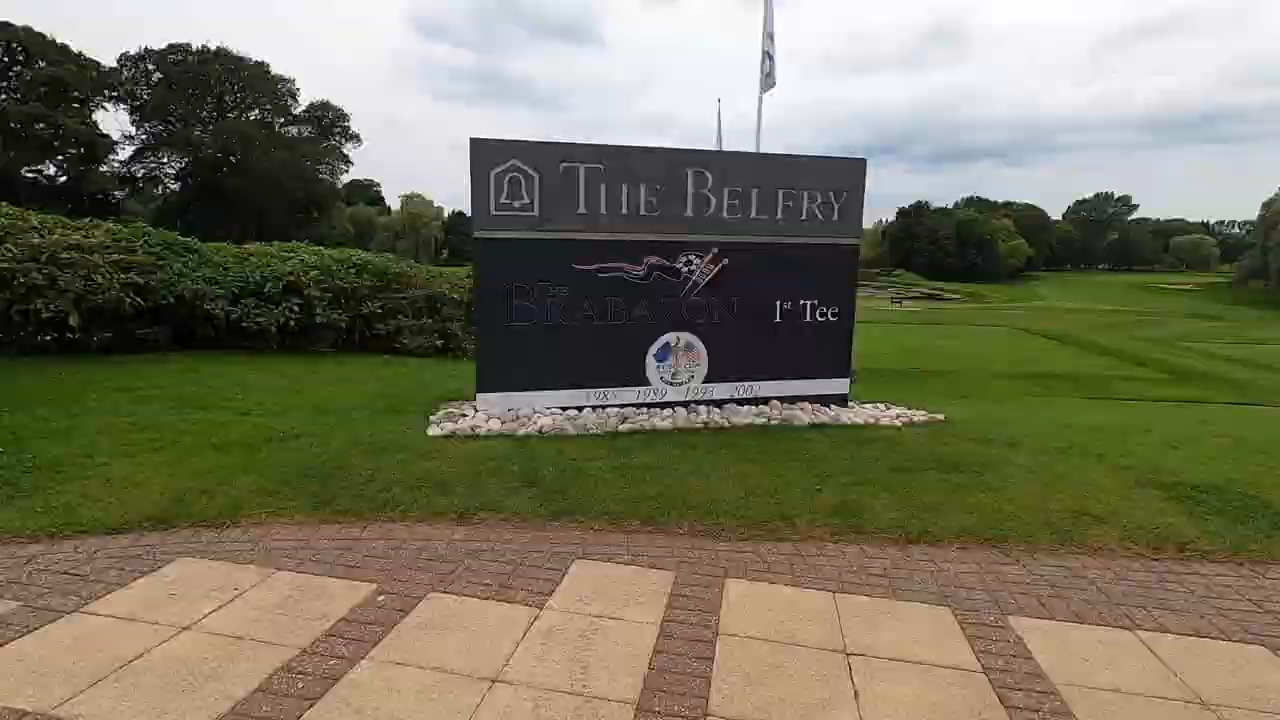 THE BELFRY
THE
BRABAZON
1st Tee
1985 1989 1993 2002